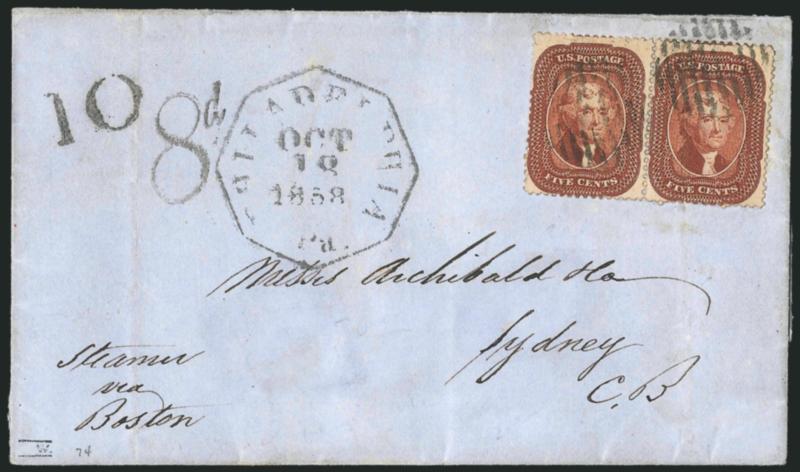 10
8d
PHILADELPHIA
OCT
18
1858
Pa.
U.S. POSTAGE
FIVE CENTS
U.S. POSTAGE
FIVE CENTS
Messrs Archibald & Co
Sydney
C.B
Steamer
via
Boston
W.
74